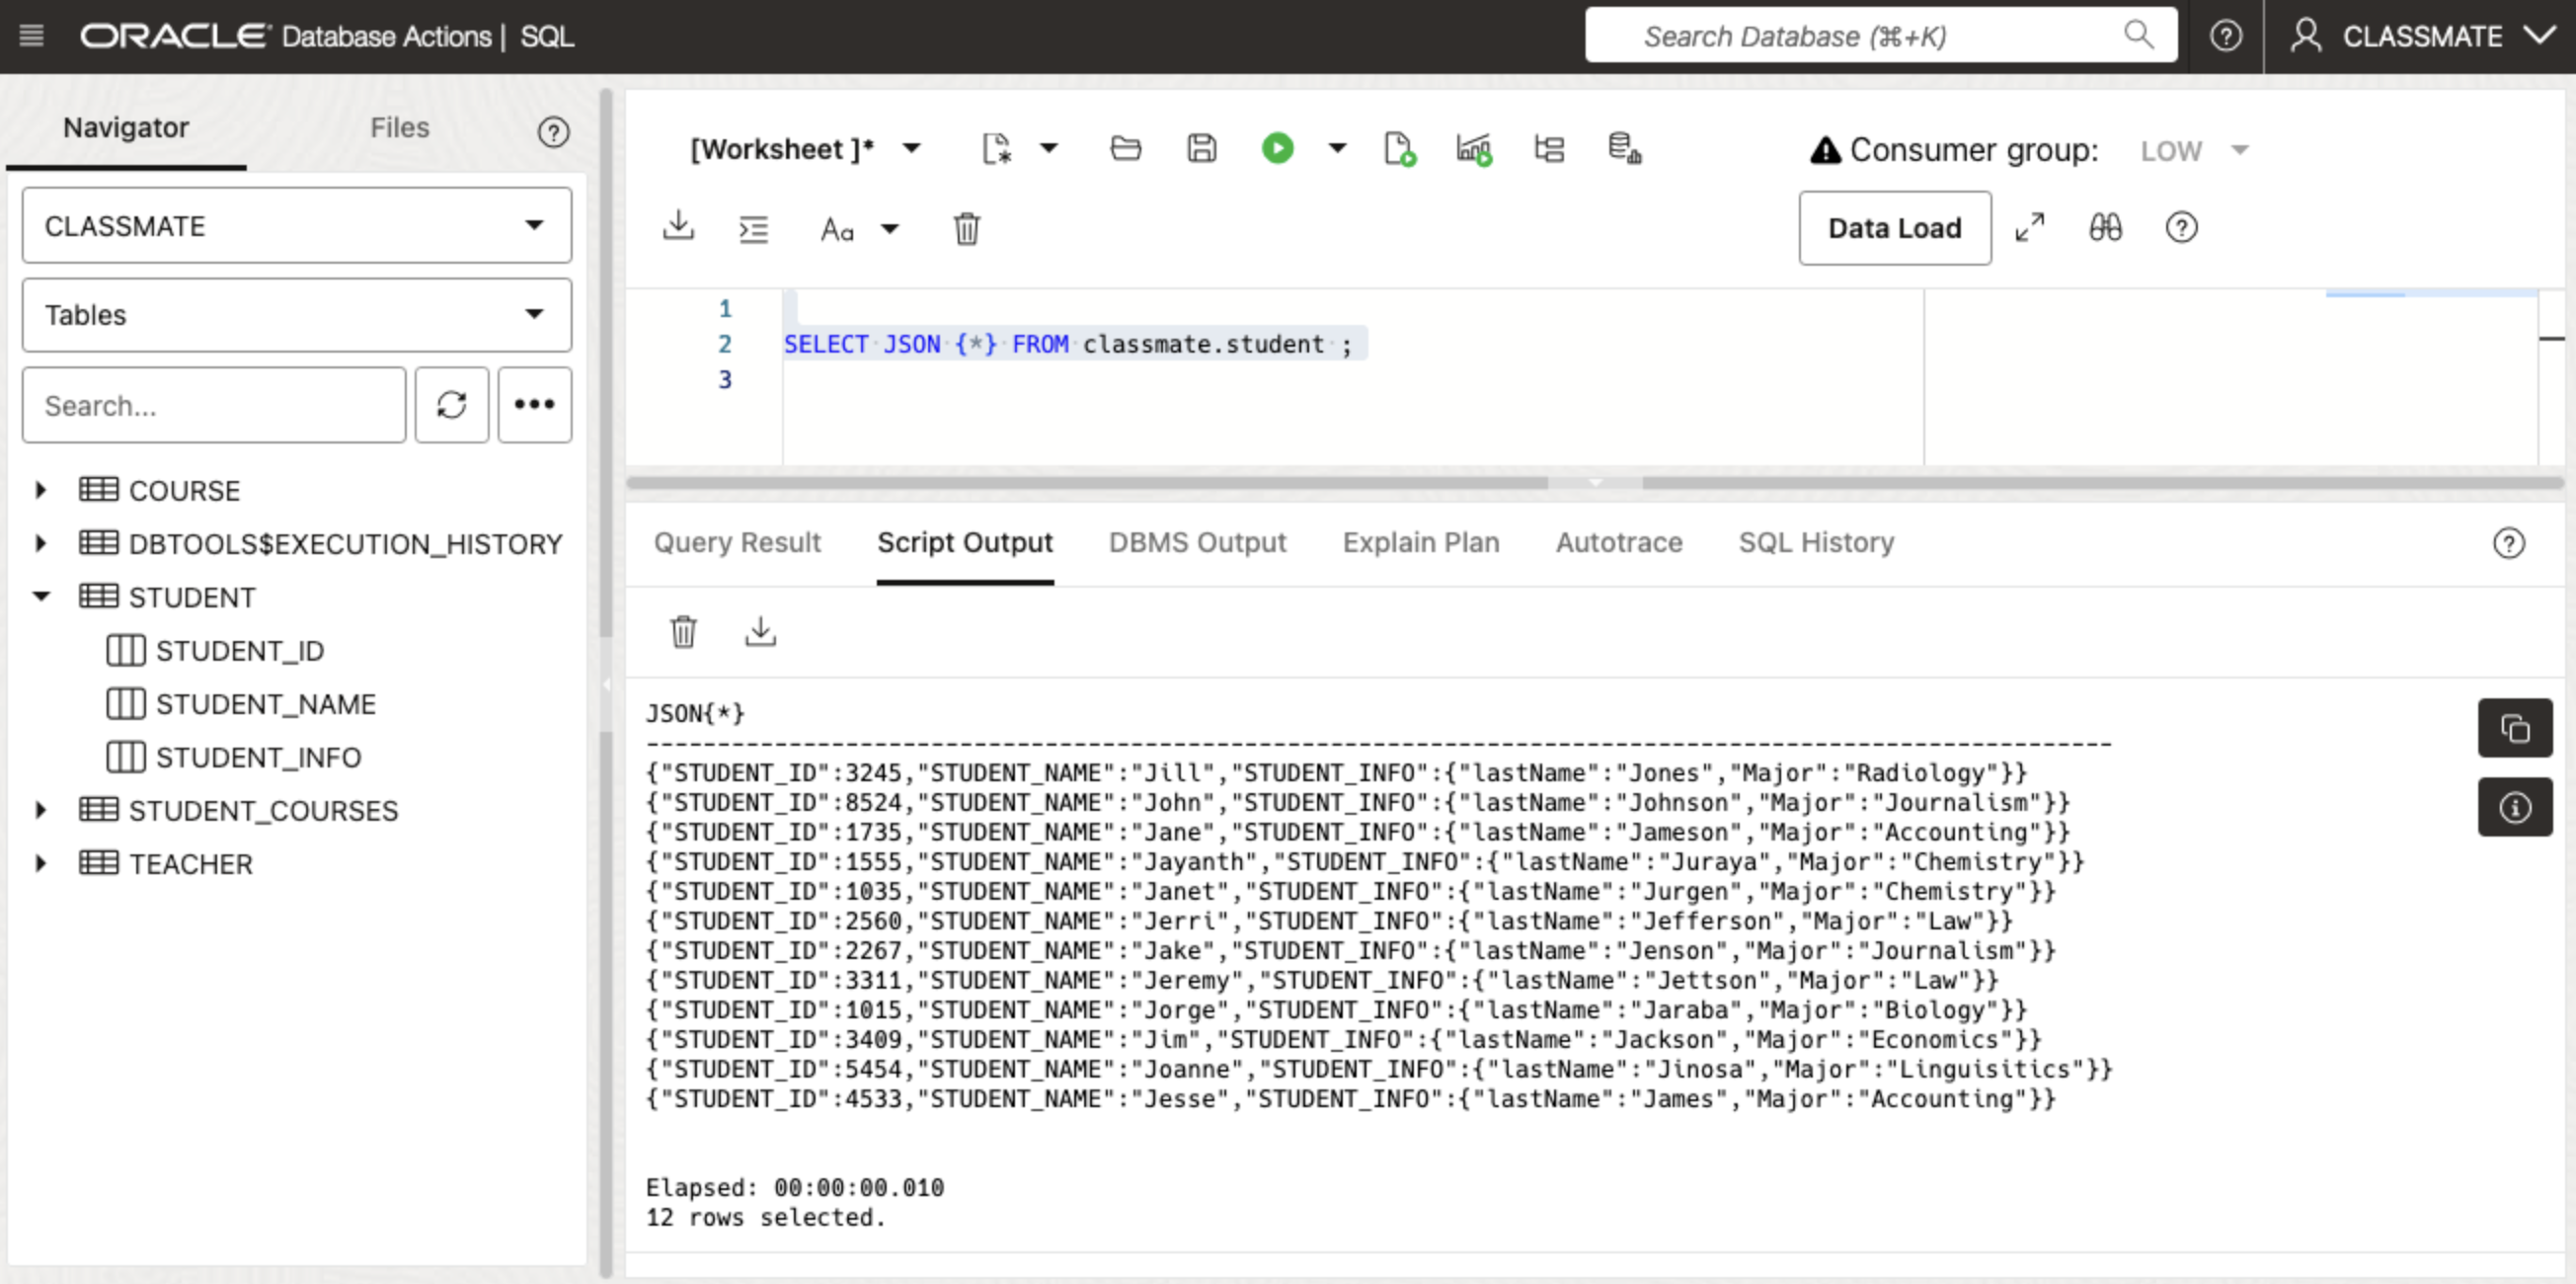 ORACLE Database Actions | SQL
Search Database (⌘+K)
CLASSMATE
Navigator
Files
CLASSMATE
Tables
Search...
COURSE
DBTOOLS$EXECUTION_HISTORY
STUDENT
STUDENT_ID
STUDENT_NAME
STUDENT_INFO
STUDENT_COURSES
TEACHER
[Worksheet ]*
Consumer group: LOW
Aa
Data Load
1
2 SELECT JSON {*} FROM classmate.student ;
3
Query Result Script Output DBMS Output Explain Plan Autotrace SQL History
JSON{*}
-------------------------------------------------------------------------------------------------------
{"STUDENT_ID":3245,"STUDENT_NAME":"Jill","STUDENT_INFO":{"lastName":"Jones","Major":"Radiology"}}
{"STUDENT_ID":8524,"STUDENT_NAME":"John","STUDENT_INFO":{"lastName":"Johnson","Major":"Journalism"}}
{"STUDENT_ID":1735,"STUDENT_NAME":"Jane","STUDENT_INFO":{"lastName":"Jameson","Major":"Accounting"}}
{"STUDENT_ID":1555,"STUDENT_NAME":"Jayanth","STUDENT_INFO":{"lastName":"Juraya","Major":"Chemistry"}}
{"STUDENT_ID":1035,"STUDENT_NAME":"Janet","STUDENT_INFO":{"lastName":"Jurgen","Major":"Chemistry"}}
{"STUDENT_ID":2560,"STUDENT_NAME":"Jerri","STUDENT_INFO":{"lastName":"Jefferson","Major":"Law"}}
{"STUDENT_ID":2267,"STUDENT_NAME":"Jake","STUDENT_INFO":{"lastName":"Jenson","Major":"Journalism"}}
{"STUDENT_ID":3311,"STUDENT_NAME":"Jeremy","STUDENT_INFO":{"lastName":"Jettson","Major":"Law"}}
{"STUDENT_ID":1015,"STUDENT_NAME":"Jorge","STUDENT_INFO":{"lastName":"Jaraba","Major":"Biology"}}
{"STUDENT_ID":3409,"STUDENT_NAME":"Jim","STUDENT_INFO":{"lastName":"Jackson","Major":"Economics"}}
{"STUDENT_ID":5454,"STUDENT_NAME":"Joanne","STUDENT_INFO":{"lastName":"Jinosa","Major":"Linguisitics"}}
{"STUDENT_ID":4533,"STUDENT_NAME":"Jesse","STUDENT_INFO":{"lastName":"James","Major":"Accounting"}}
Elapsed: 00:00:00.010
12 rows selected.